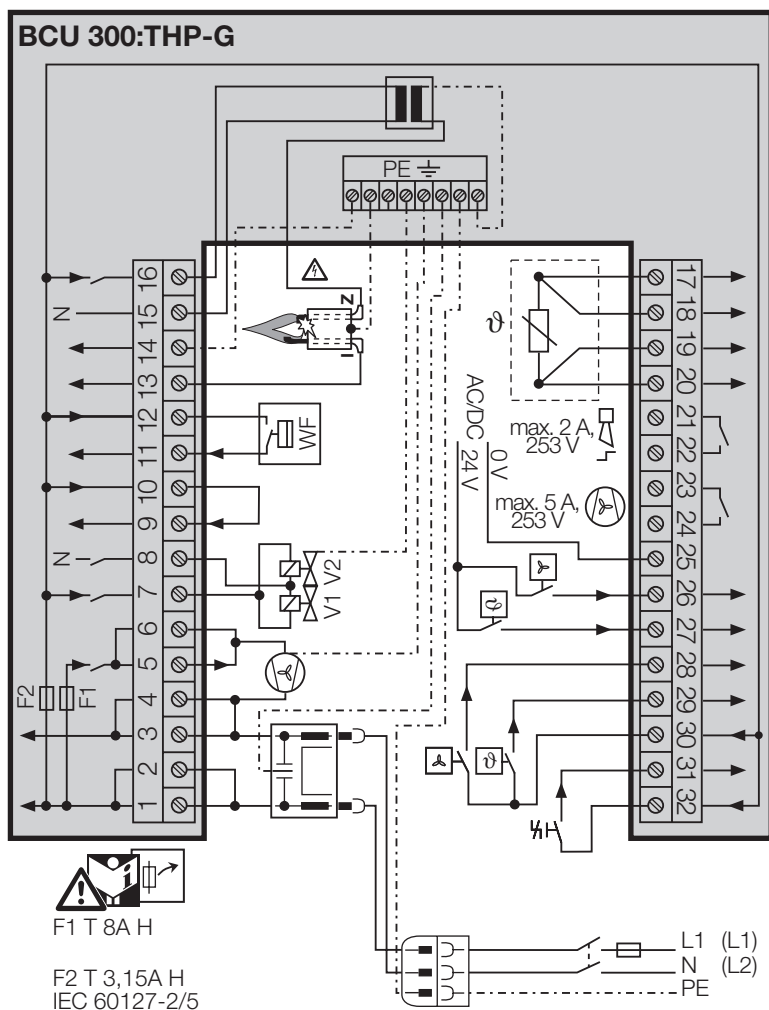 BCU 300:THP-G
PE
16
15
14
13
12
11
10
9
8
7
6
5
4
3
2
1
N
N
F2
F1
Z
I
WF
V1
V2
17
18
19
20
21
22
23
24
25
26
27
28
29
30
31
32
ϑ
AC/DC
24 V
0 V
max. 2 A,
253 V
max. 5 A,
253 V
ϑ
ϑ
i
F1 T 8A H
F2 T 3,15A H
IEC 60127-2/5
L1 (L1)
N (L2)
PE